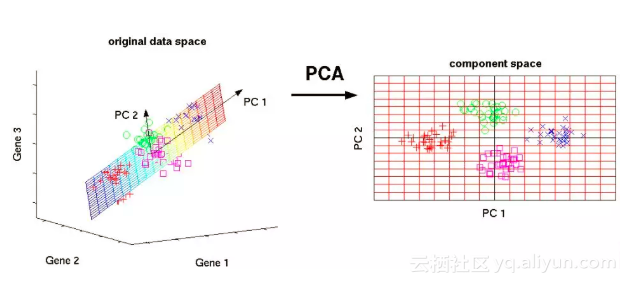 original data space
PCA
component space
PC 1
PC 2
Gene 3
Gene 2
Gene 1
PC 2
PC 1
云栖社区 yq.aliyun.com